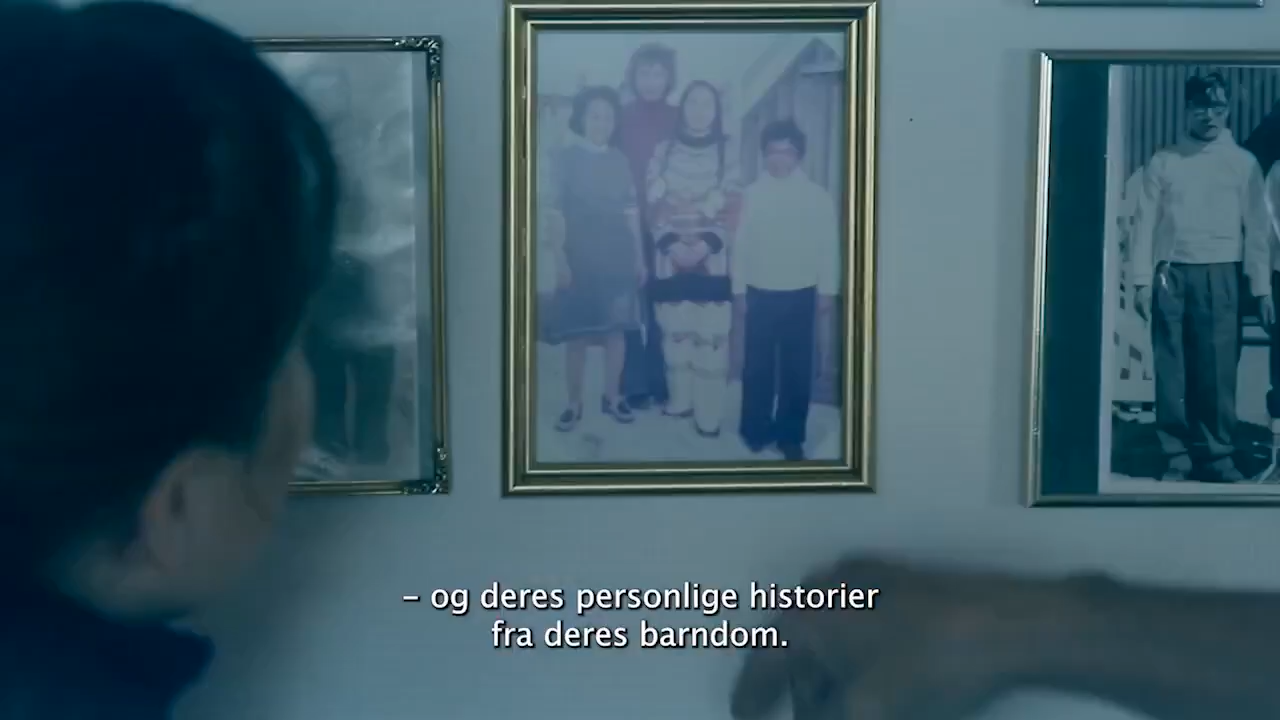 – og deres personlige historier
fra deres barndom.